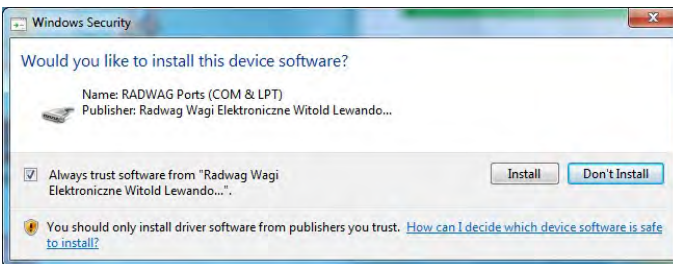 Windows Security
Would you like to install this device software?
Name: RADWAG Ports (COM & LPT)
Publisher: Radwag Wagi Elektroniczne Witold Lewando...
Always trust software from "Radwag Wagi
Elektroniczne Witold Lewando...".
Install
Don't Install
You should only install driver software from publishers you trust. How can I decide which device software is safe
to install?